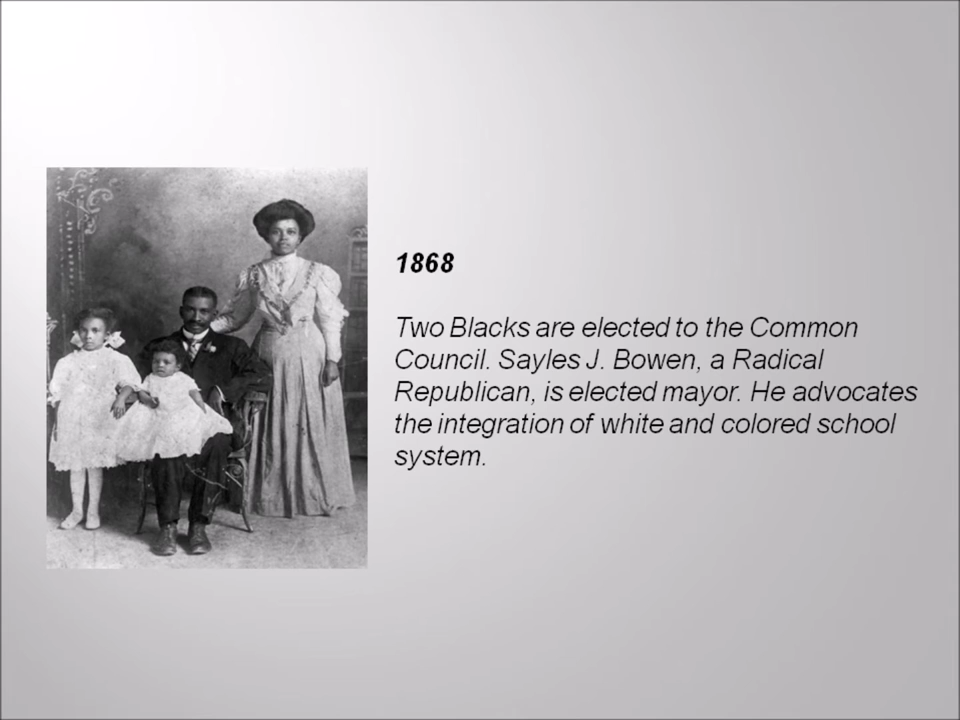 1868
Two Blacks are elected to the Common
Council. Sayles J. Bowen, a Radical
Republican, is elected mayor. He advocates
the integration of white and colored school
system.